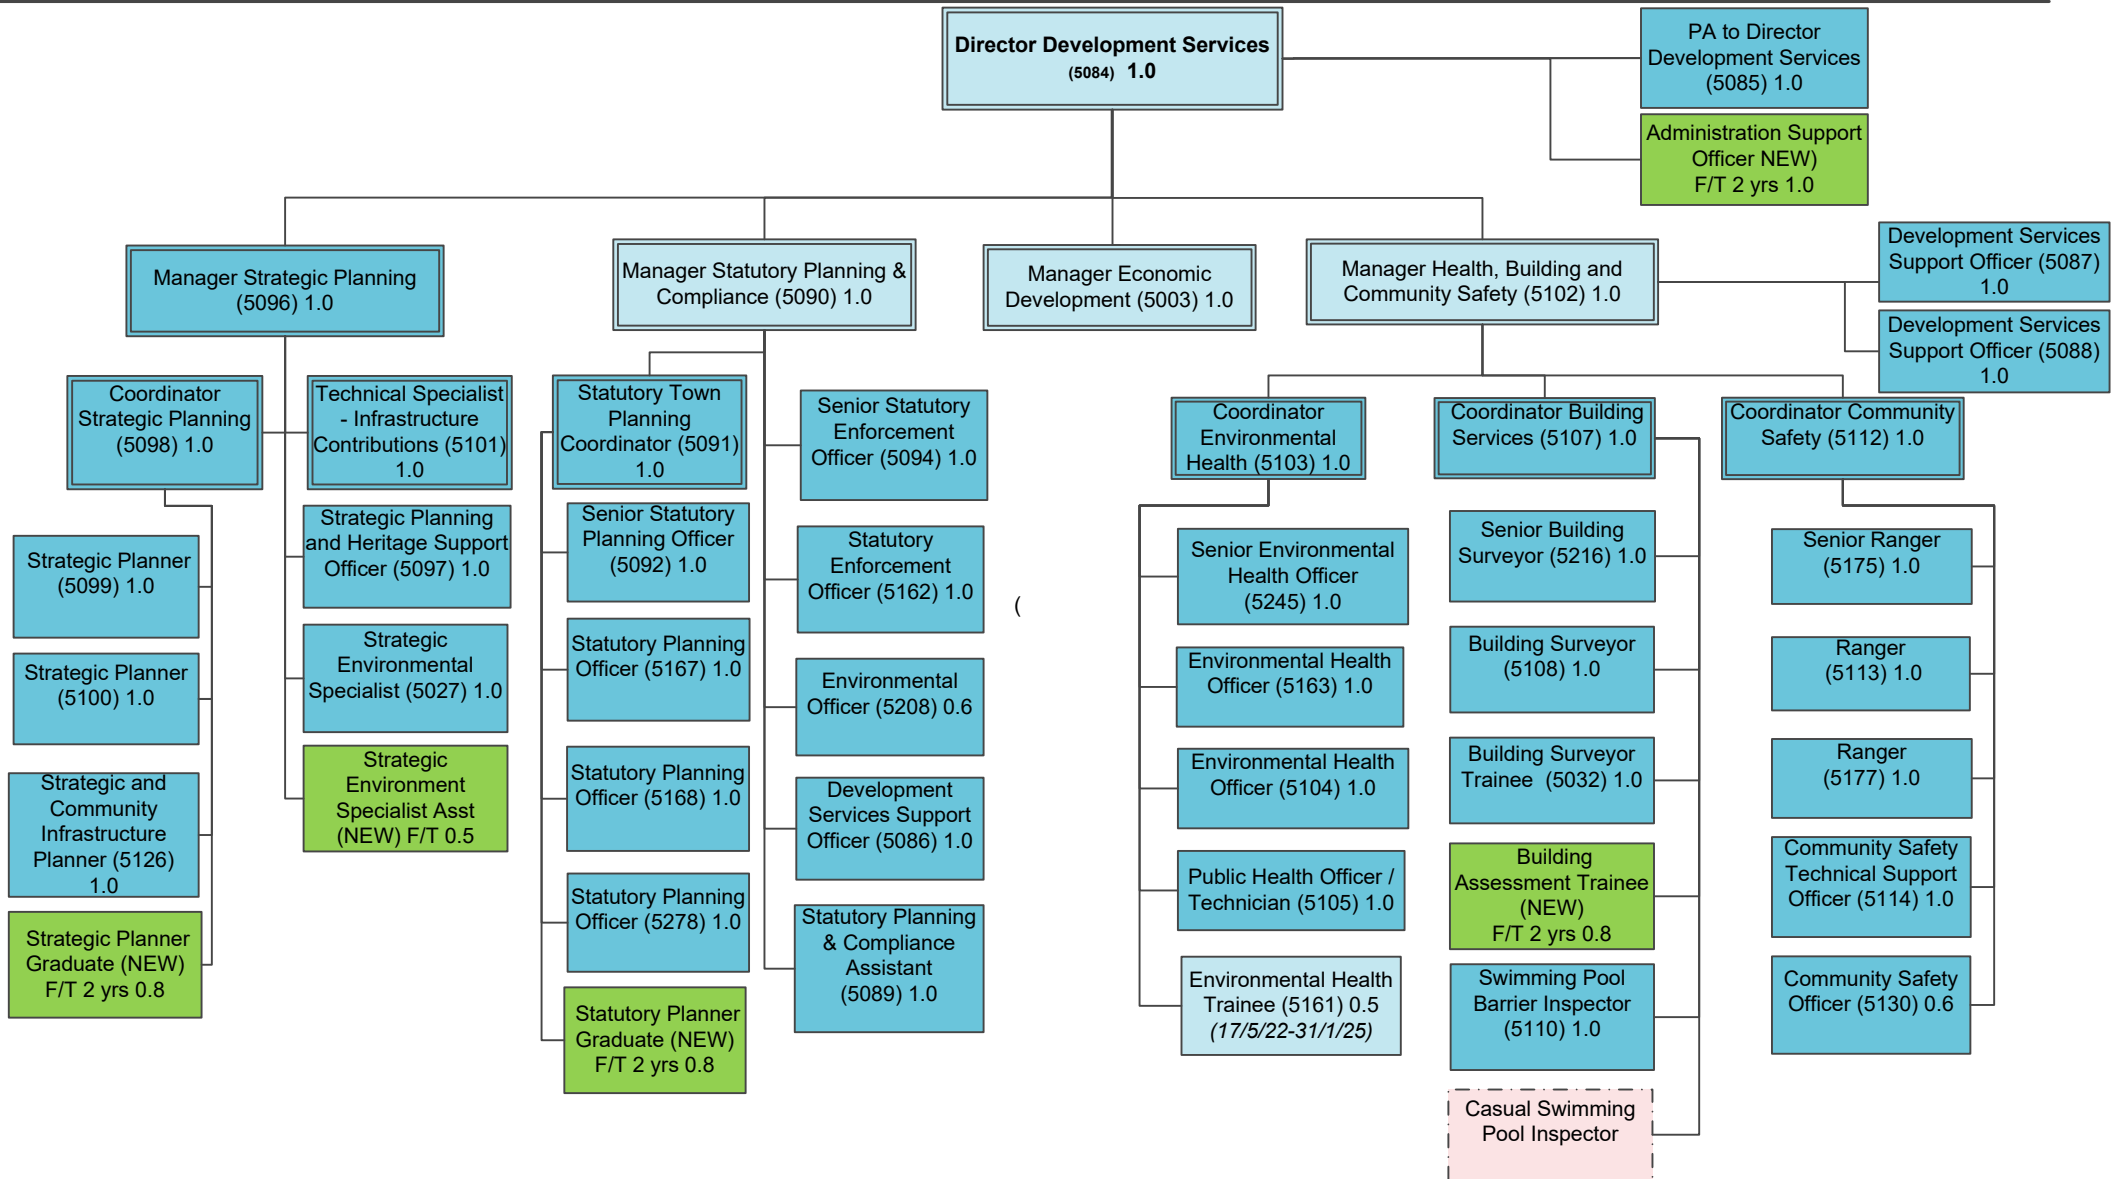 Director Development Services
(5084) 1.0
PA to Director
Development Services
(5085) 1.0
Administration Support
Officer NEW)
F/T 2 yrs 1.0
Manager Strategic Planning
(5096) 1.0
Manager Statutory Planning &
Compliance (5090) 1.0
Manager Economic
Development (5003) 1.0
Manager Health, Building and
Community Safety (5102) 1.0
Development Services
Support Officer (5087)
1.0
Development Services
Support Officer (5088)
1.0
Coordinator
Strategic Planning
(5098) 1.0
Strategic Planner
(5099) 1.0
Strategic Planner
(5100) 1.0
Strategic and
Community
Infrastructure
Planner (5126)
1.0
Strategic Planner
Graduate (NEW)
F/T 2 yrs 0.8
Technical Specialist
- Infrastructure
Contributions (5101)
1.0
Strategic Planning
and Heritage Support
Officer (5097) 1.0
Strategic
Environmental
Specialist (5027) 1.0
Strategic
Environment
Specialist Asst
(NEW) F/T 0.5
Statutory Town
Planning
Coordinator (5091)
1.0
Senior Statutory
Planning Officer
(5092) 1.0
Statutory Planning
Officer (5167) 1.0
Statutory Planning
Officer (5168) 1.0
Statutory Planning
Officer (5278) 1.0
Statutory Planner
Graduate (NEW)
F/T 2 yrs 0.8
Senior Statutory
Enforcement
Officer (5094) 1.0
Statutory
Enforcement
Officer (5162) 1.0
Environmental
Officer (5208) 0.6
Development
Services Support
Officer (5086) 1.0
Statutory Planning
& Compliance
Assistant
(5089) 1.0
(
Coordinator
Environmental
Health (5103) 1.0
Senior Environmental
Health Officer
(5245) 1.0
Environmental Health
Officer (5163) 1.0
Environmental Health
Officer (5104) 1.0
Public Health Officer /
Technician (5105) 1.0
Environmental Health
Trainee (5161) 0.5
(17/5/22-31/1/25)
Coordinator Building
Services (5107) 1.0
Senior Building
Surveyor (5216) 1.0
Building Surveyor
(5108) 1.0
Building Surveyor
Trainee (5032) 1.0
Building
Assessment Trainee
(NEW)
F/T 2 yrs 0.8
Swimming Pool
Barrier Inspector
(5110) 1.0
Casual Swimming
Pool Inspector
Coordinator Community
Safety (5112) 1.0
Senior Ranger
(5175) 1.0
Ranger
(5113) 1.0
Ranger
(5177) 1.0
Community Safety
Technical Support
Officer (5114) 1.0
Community Safety
Officer (5130) 0.6